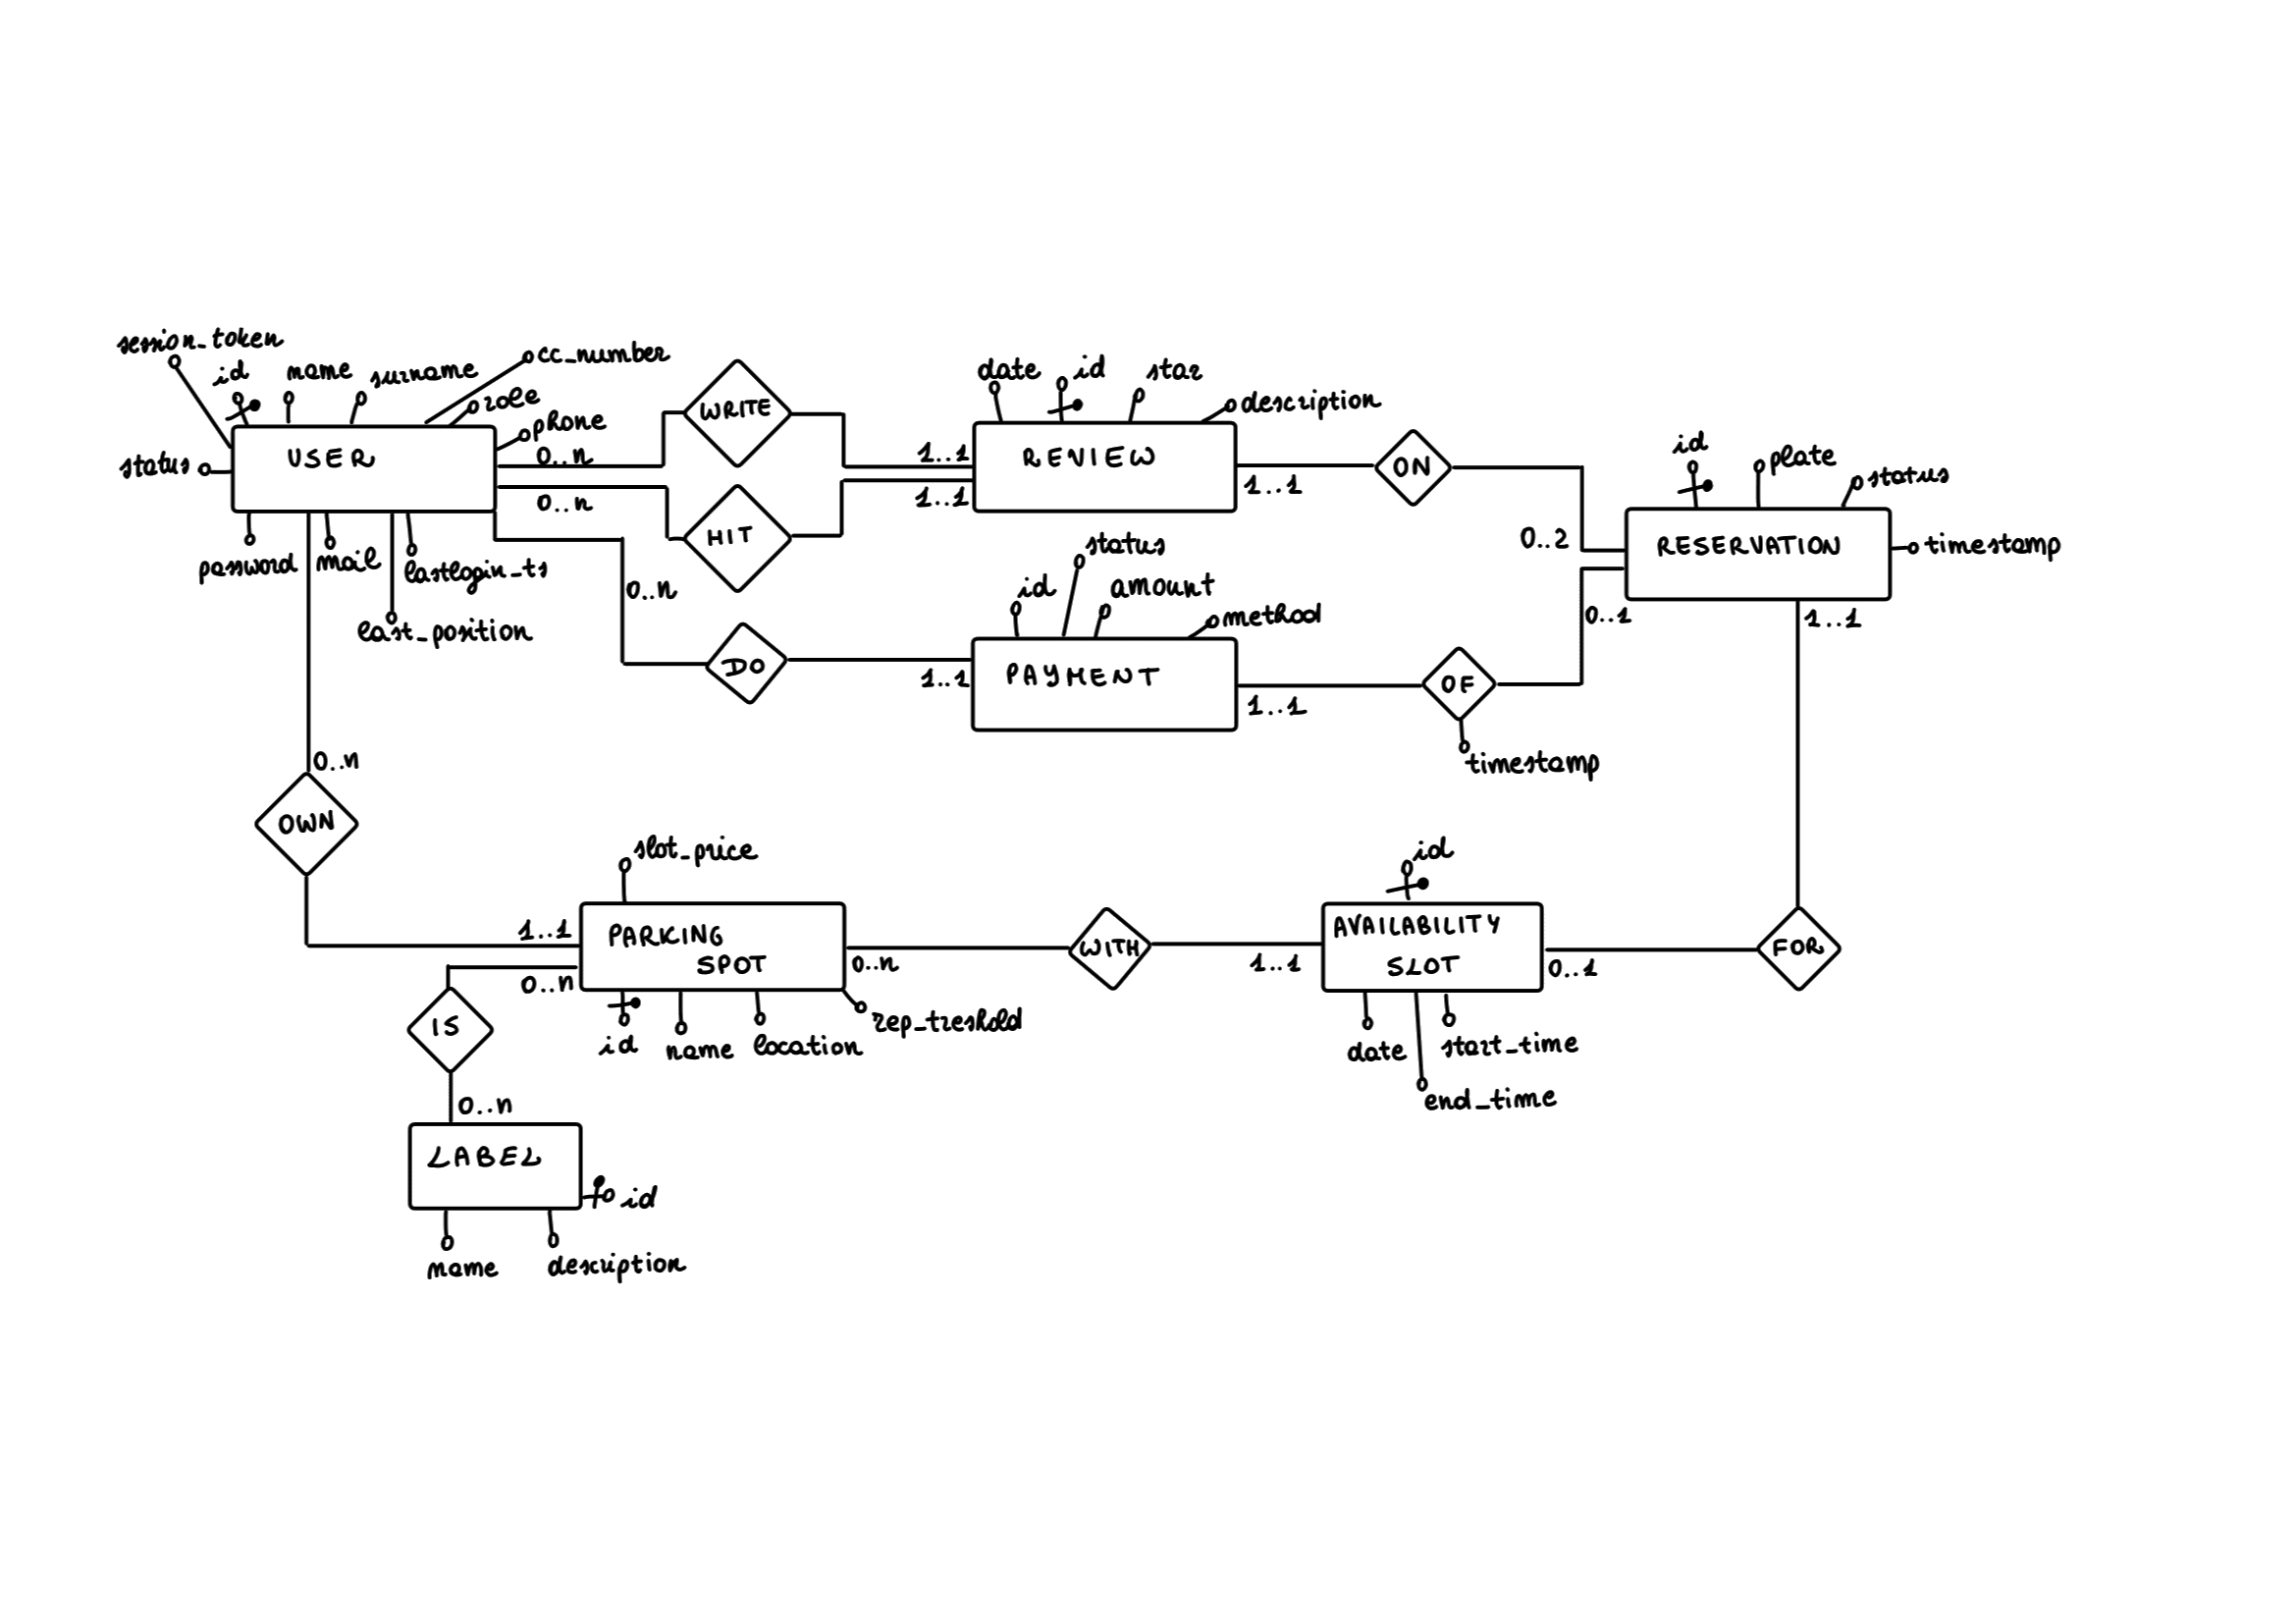 session_token
id
name
surname
cc_number
role
phone
status
USER
0..n
0..n
password
mail
lastlogin_ts
last_position
WRITE
HIT
1..1
1..1
date
id
star
description
REVIEW
1..1
ON
0..2
id
plate
status
RESERVATION
timestamp
0..n
DO
1..1
id
status
amount
method
PAYMENT
1..1
OF
timestamp
0..1
1..1
0..n
OWN
slot_price
1..1
PARKING
SPOT
0..n
0..n
id
name
location
rep_treshold
WITH
1..1
id
AVAILABILITY
SLOT
0..1
FOR
date
start_time
end_time
IS
0..n
LABEL
id
name
description